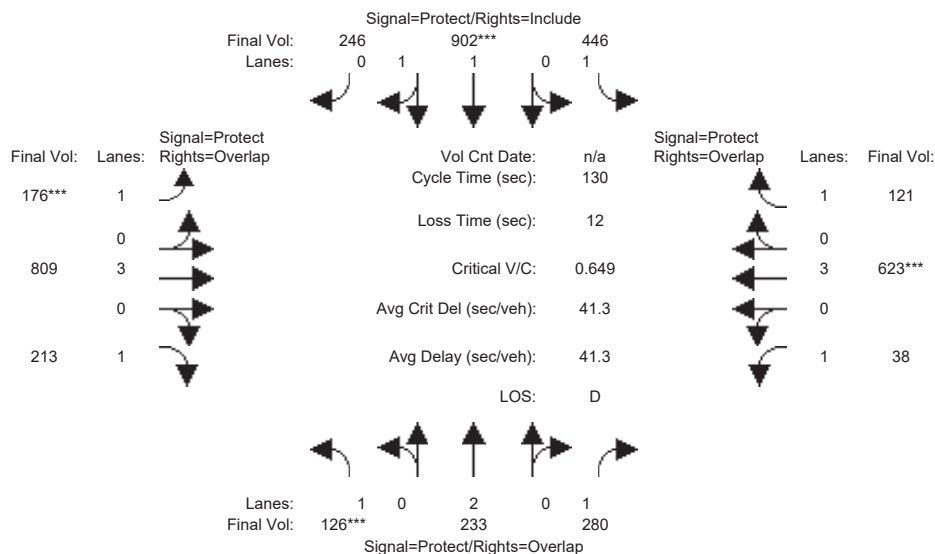 Signal=Protect/Rights=Include
Final Vol: 246 902*** 446
Lanes: 0 1 1 0 1
Signal=Protect
Final Vol: Lanes: Rights=Overlap
Vol Cnt Date: n/a
Signal=Protect
Rights=Overlap Lanes: Final Vol:
Cycle Time (sec): 130
176*** 1
1 121
Loss Time (sec): 12
0
0
809 3
Critical V/C: 0.649
3 623***
0
Avg Crit Del (sec/veh): 41.3
0
213 1
Avg Delay (sec/veh): 41.3
1 38
LOS: D
Lanes: 1 0 2 0 1
Final Vol: 126*** 233 280
Signal=Protect/Rights=Overlap